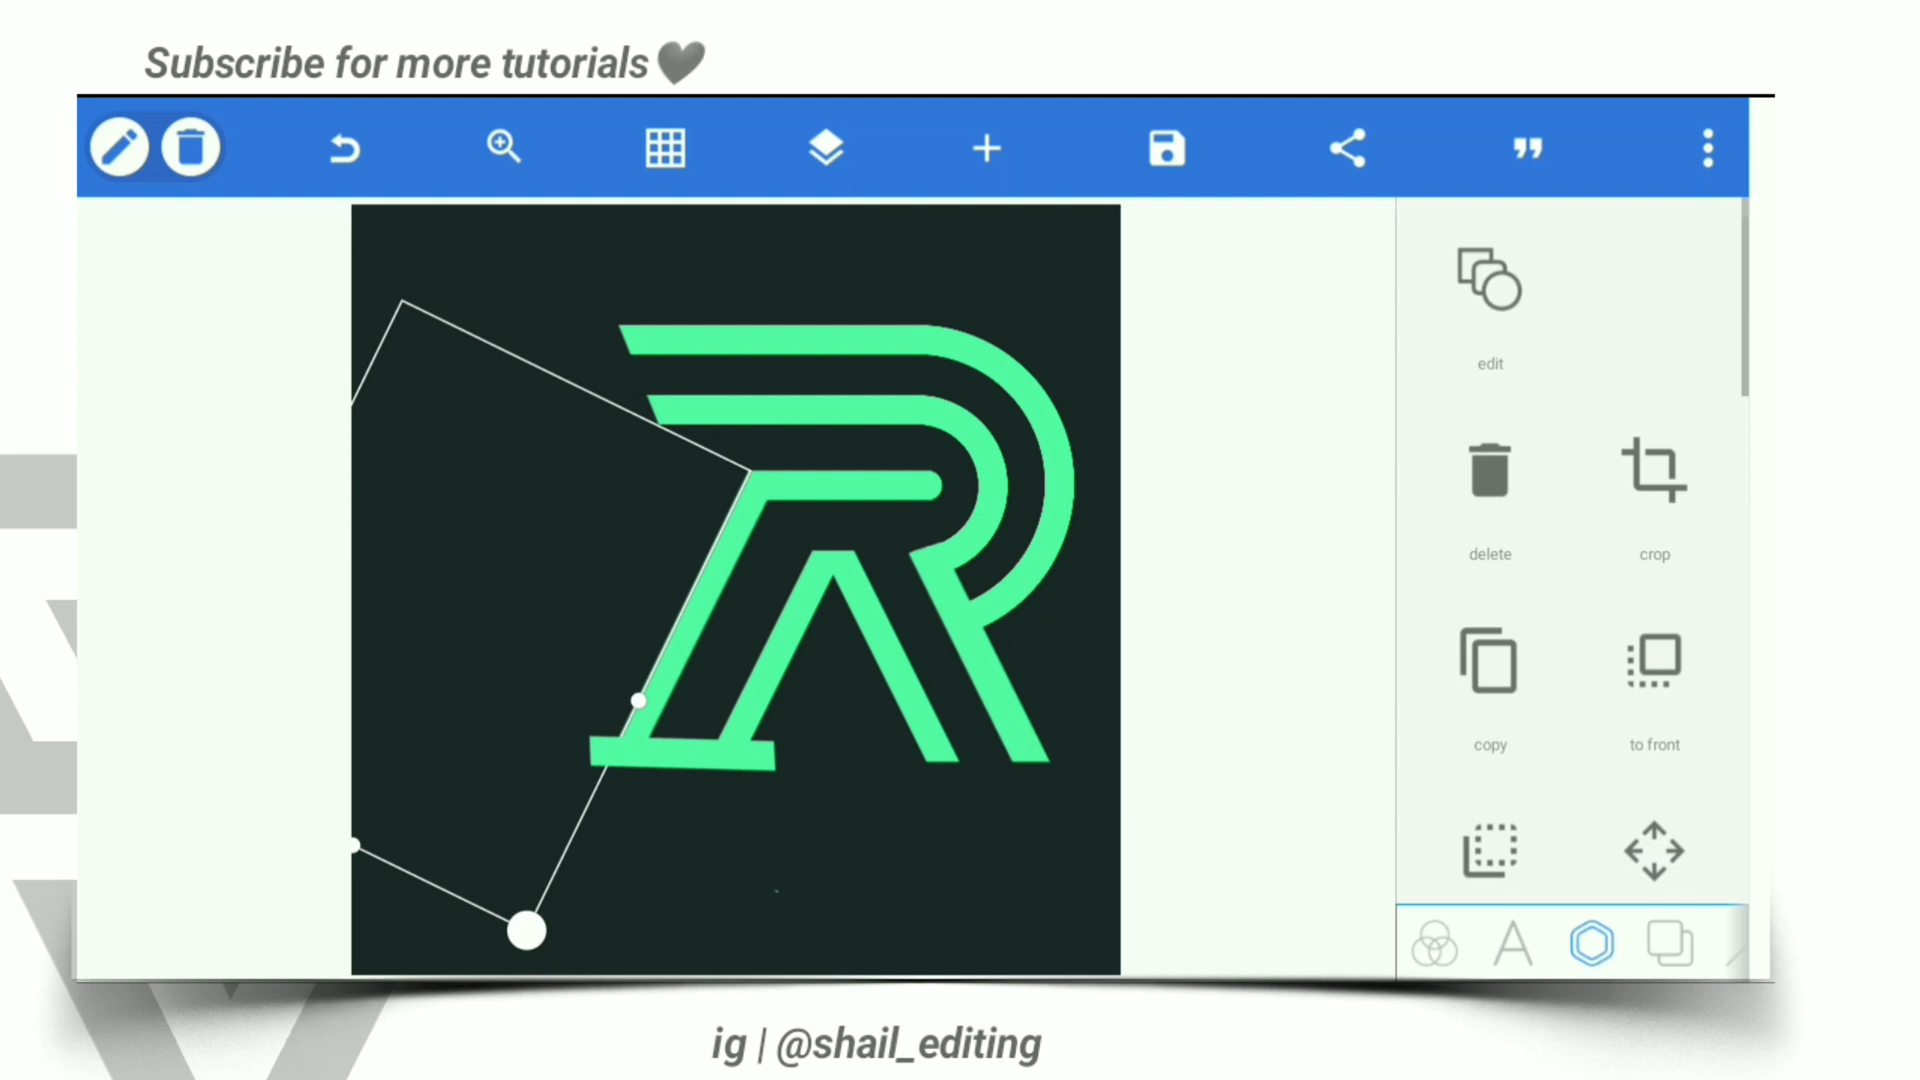 Subscribe for more tutorials🖤
edit
delete
crop
copy
to front
ig | @shail_editing